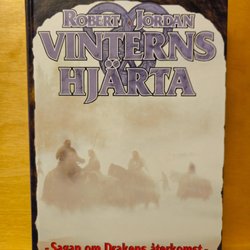 ROBERT JORDAN
VINTERNS
HJÄRTA
- Sagan om Drakens återkomst -